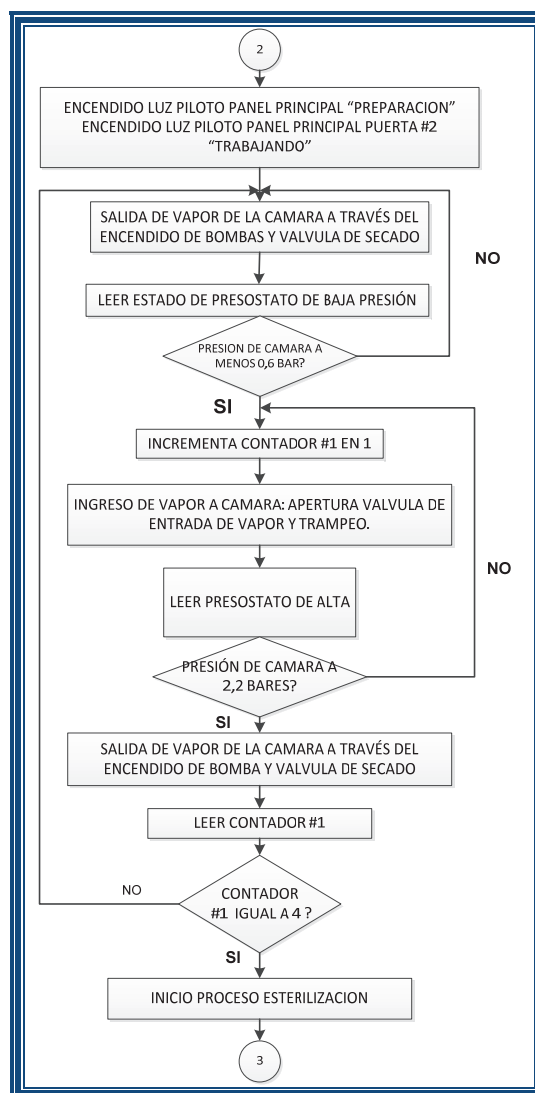 2
ENCENDIDO LUZ PILOTO PANEL PRINCIPAL “PREPARACION”
ENCENDIDO LUZ PILOTO PANEL PRINCIPAL PUERTA #2
“TRABAJANDO”
SALIDA DE VAPOR DE LA CAMARA A TRAVÉS DEL
ENCENDIDO DE BOMBAS Y VALVULA DE SECADO
NO
LEER ESTADO DE PRESOSTATO DE BAJA PRESIÓN
PRESION DE CAMARA A
MENOS 0,6 BAR?
SI
INCREMENTA CONTADOR #1 EN 1
INGRESO DE VAPOR A CAMARA: APERTURA VALVULA DE
ENTRADA DE VAPOR Y TRAMPEO.
NO
LEER PRESOSTATO DE ALTA
PRESIÓN DE CAMARA A
2,2 BARES?
SI
SALIDA DE VAPOR DE LA CAMARA A TRAVÉS DEL
ENCENDIDO DE BOMBA Y VALVULA DE SECADO
LEER CONTADOR #1
NO
CONTADOR
#1 IGUAL A 4 ?
SI
INICIO PROCESO ESTERILIZACION
3